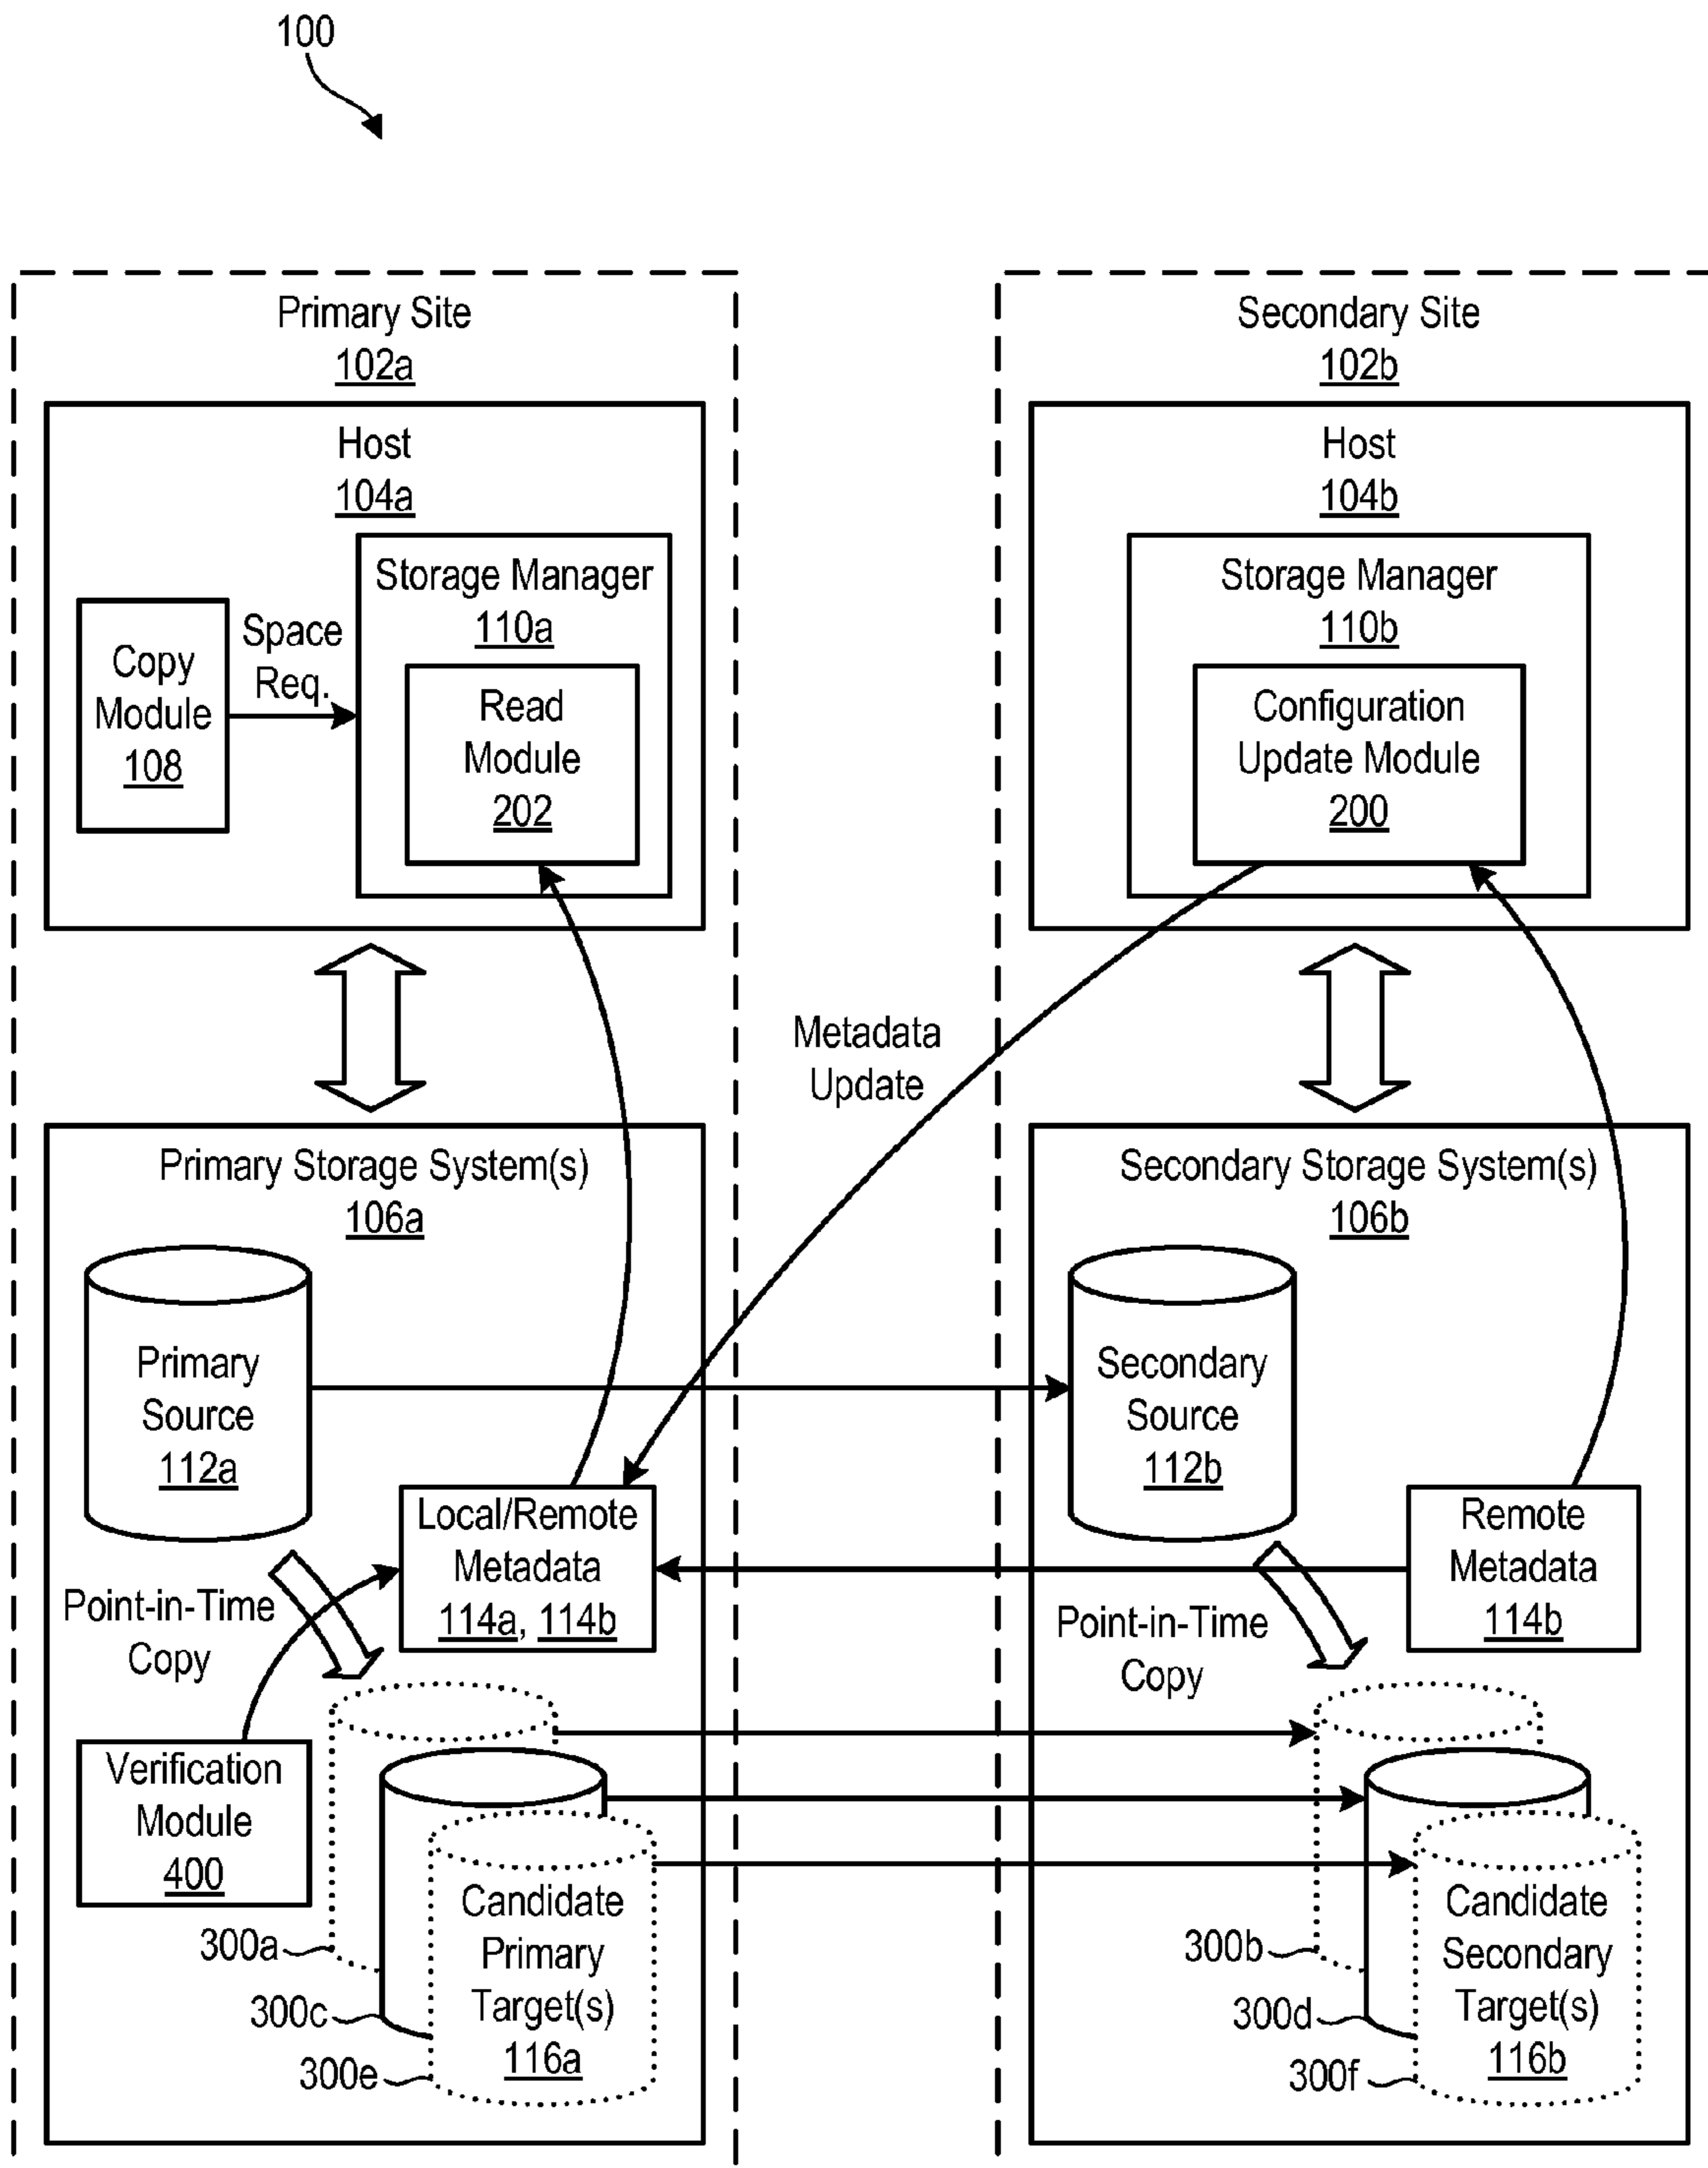 100
Primary Site
102a
Host
104a
Copy
Module
108
Space
Req.
Storage Manager
110a
Read
Module
202
Secondary Site
102b
Host
104b
Storage Manager
110b
Configuration
Update Module
200
Metadata
Update
Primary Storage System(s)
106a
Primary
Source
112a
Local/Remote
Metadata
114a, 114b
Point-in-Time
Copy
Verification
Module
400
300a
300c
300e
Candidate
Primary
Target(s)
116a
Secondary Storage System(s)
106b
Secondary
Source
112b
Remote
Metadata
114b
Point-in-Time
Copy
300b
300d
300f
Candidate
Secondary
Target(s)
116b